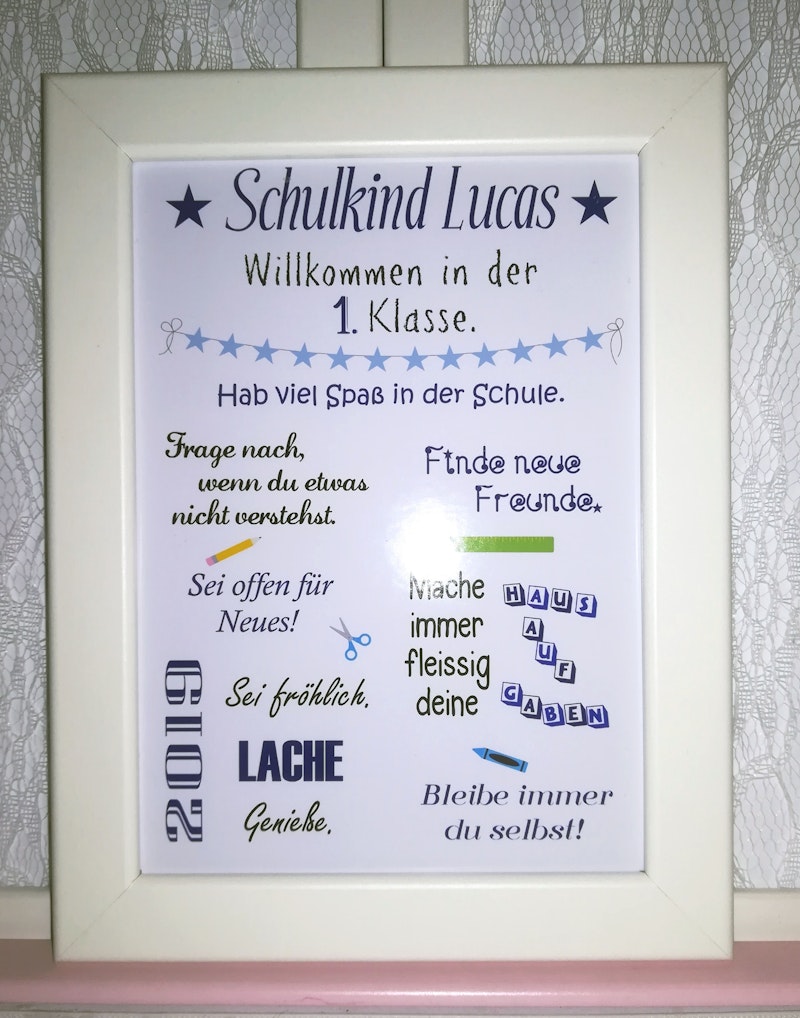 Schulkind Lucas
Willkommen in der
1. Klasse.
Hab viel Spaß in der Schule.
Frage nach,
wenn du etwas
nicht verstehst.
Finde neue
Freunde.
Sei offen für
Neues!
Mache
immer
fleissig
deine
HAUS
AUF
GABEN
Sei fröhlich.
2019
LACHE
Genieße.
Bleibe immer
du selbst!